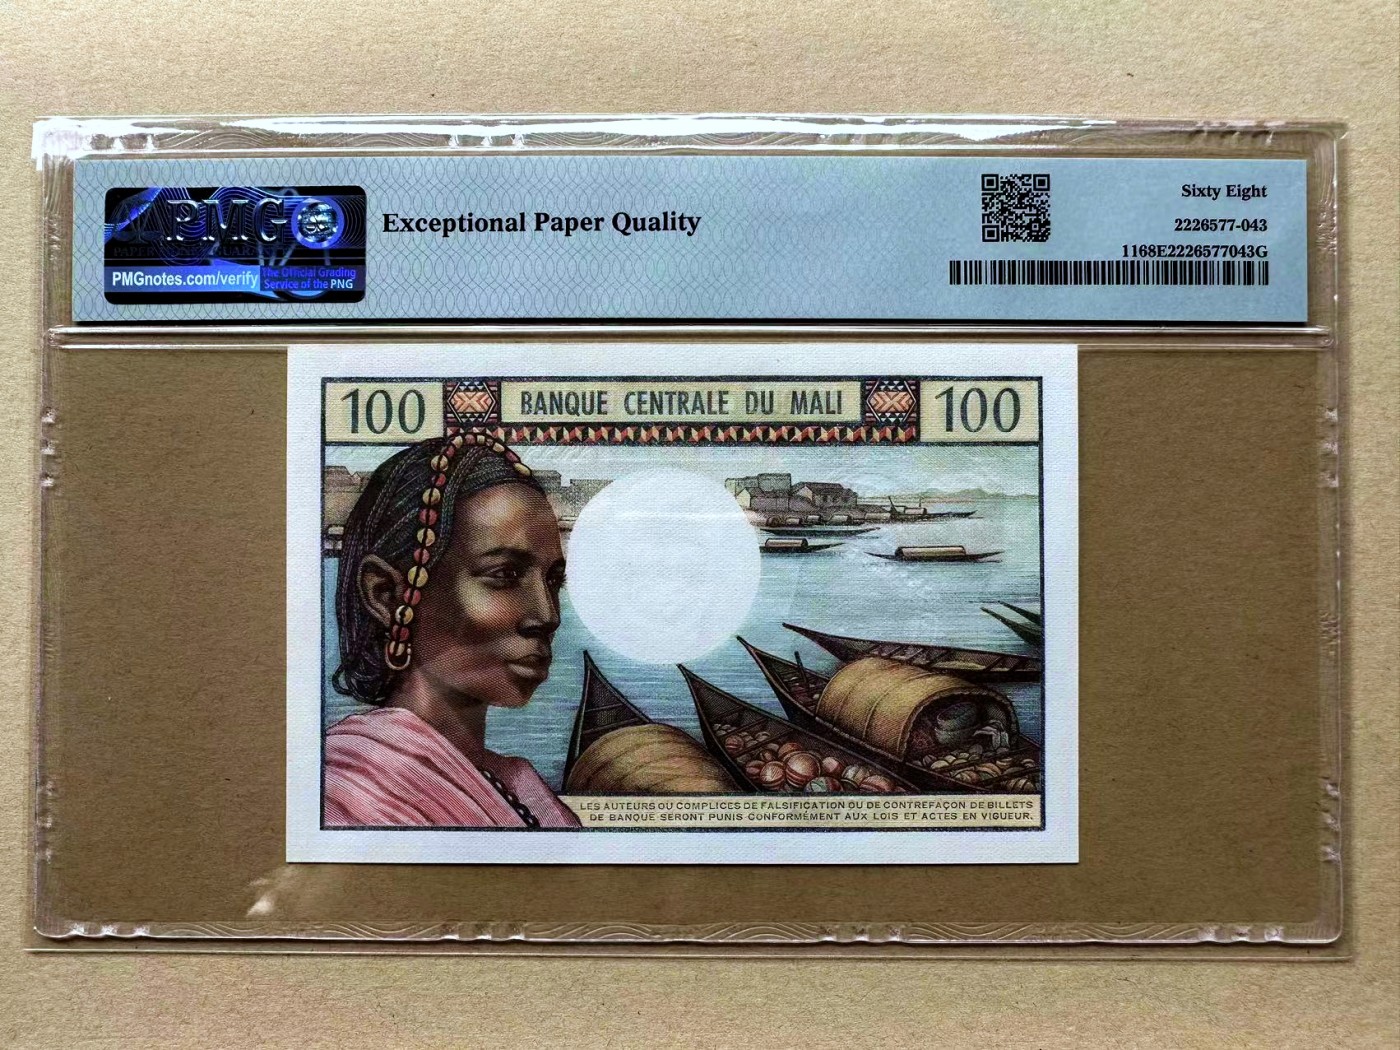 PMG
PMGnotes.com/verify
The Official Grading
Service of the PNG
Exceptional Paper Quality
Sixty Eight
2226577-043
1168E2226577043G
100
BANQUE CENTRALE DU MALI
100
LES AUTEURS OU COMPLICES DE FALSIFICATION OU DE CONTREFAÇON DE BILLETS
DE BANQUE SERONT PUNIS CONFORMÉMENT AUX LOIS ET ACTES EN VIGUEUR.